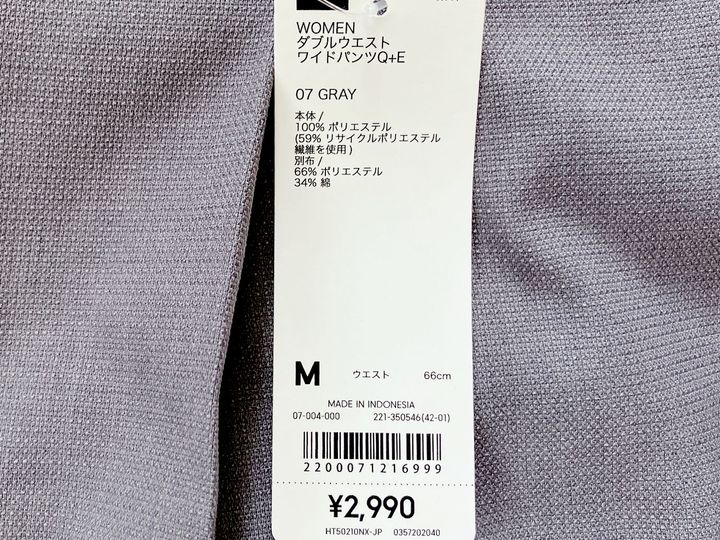 WOMEN
ダブルウエスト
ワイドパンツQ+E
07 GRAY
本体 /
100% ポリエステル
(59% リサイクルポリエステル
繊維を使用 )
別布 /
66% ポリエステル
34% 綿
M ウエスト 66cm
MADE IN INDONESIA
07-004-000 221-350546(42-01)
2200071216999
¥2,990
HT50210NX-JP 0357202040